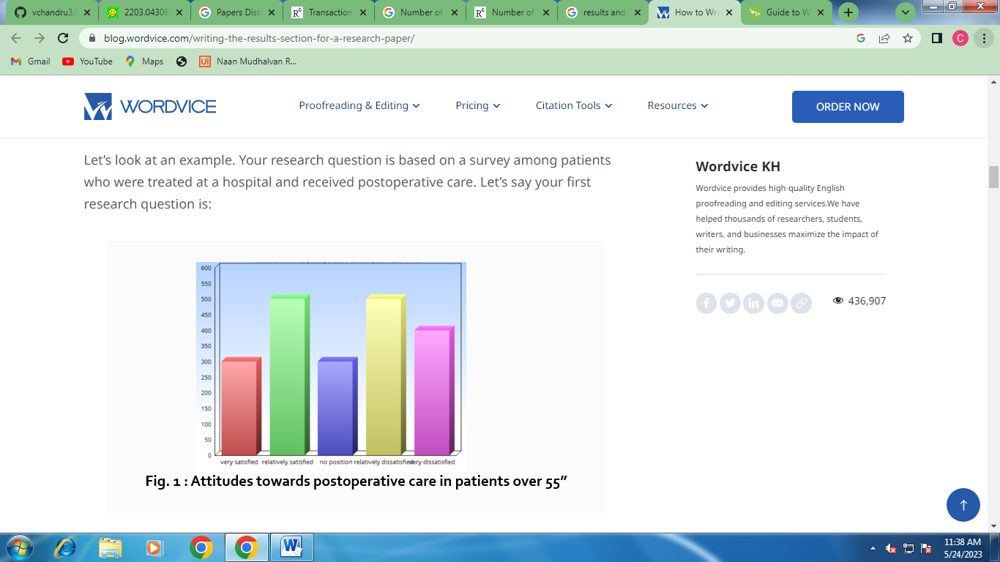 vchandru3/
2203.04308
Papers Dist
Transaction
Number of
Number of
results and
How to Wri
Guide to W
blog.wordvice.com/writing-the-results-section-for-a-research-paper/
C
Gmail
YouTube
Maps
Ui
Naan Mudhalvan R...
WORDVICE
Proofreading & Editing
Pricing
Citation Tools
Resources
ORDER NOW
Let's look at an example. Your research question is based on a survey among patients
who were treated at a hospital and received postoperative care. Let's say your first
research question is:
Wordvice KH
Wordvice provides high-quality English
proofreading and editing services.We have
helped thousands of researchers, students,
writers, and businesses maximize the impact of
their writing.
436,907
600
550
500
450
400
350
300
250
200
150
100
50
0
very satisfied relatively satisfied no position relatively dissatisfied very dissatisfied
Fig. 1 : Attitudes towards postoperative care in patients over 55″
11:38 AM
5/24/2023